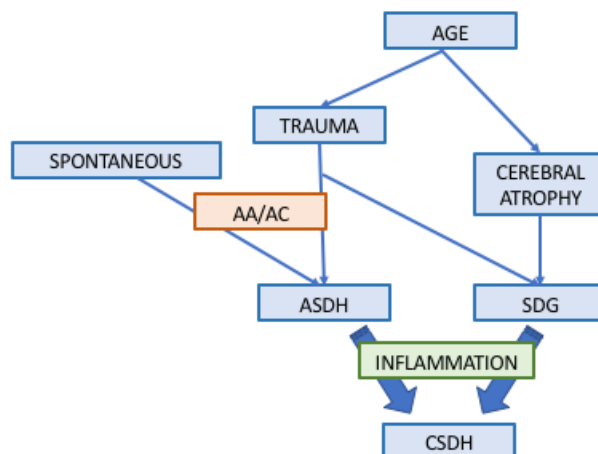 AGE
TRAUMA
SPONTANEOUS
CEREBRAL
ATROPHY
AA/AC
ASDH
SDG
INFLAMMATION
CSDH